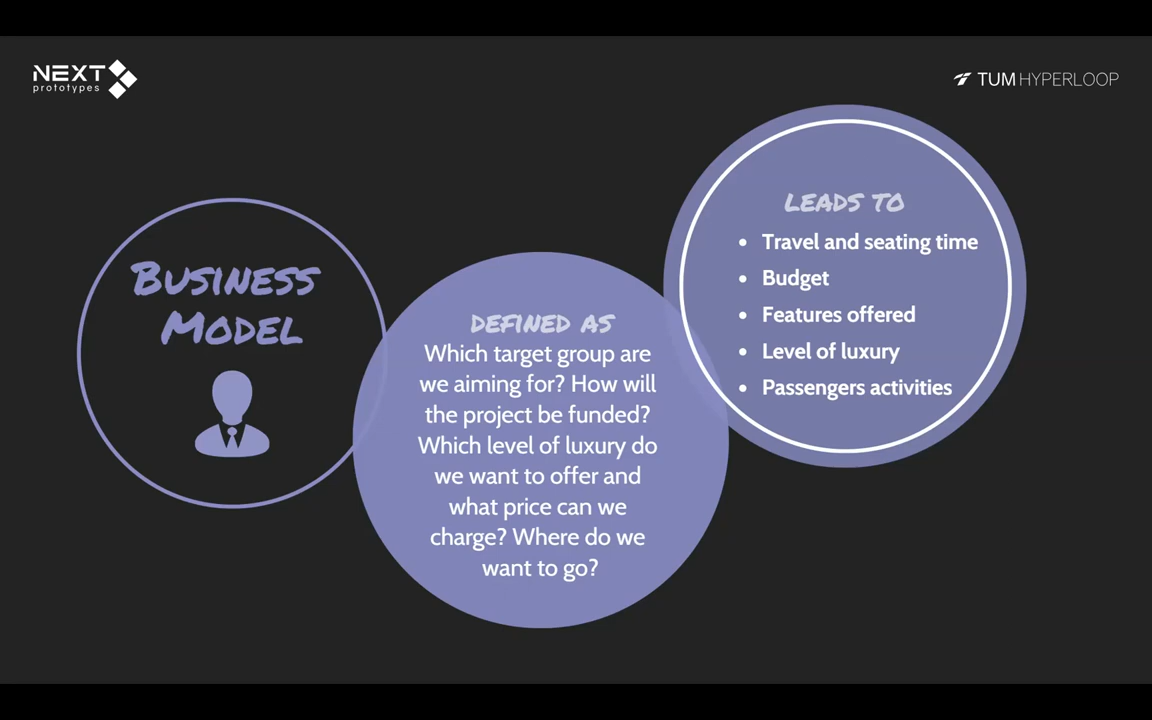 NEXT
prototypes
TUM HYPERLOOP
BUSINESS
MODEL
DEFINED AS
Which target group are
we aiming for? How will
the project be funded?
Which level of luxury do
we want to offer and
what price can we
charge? Where do we
want to go?
LEADS TO
• Travel and seating time
• Budget
• Features offered
• Level of luxury
• Passengers activities